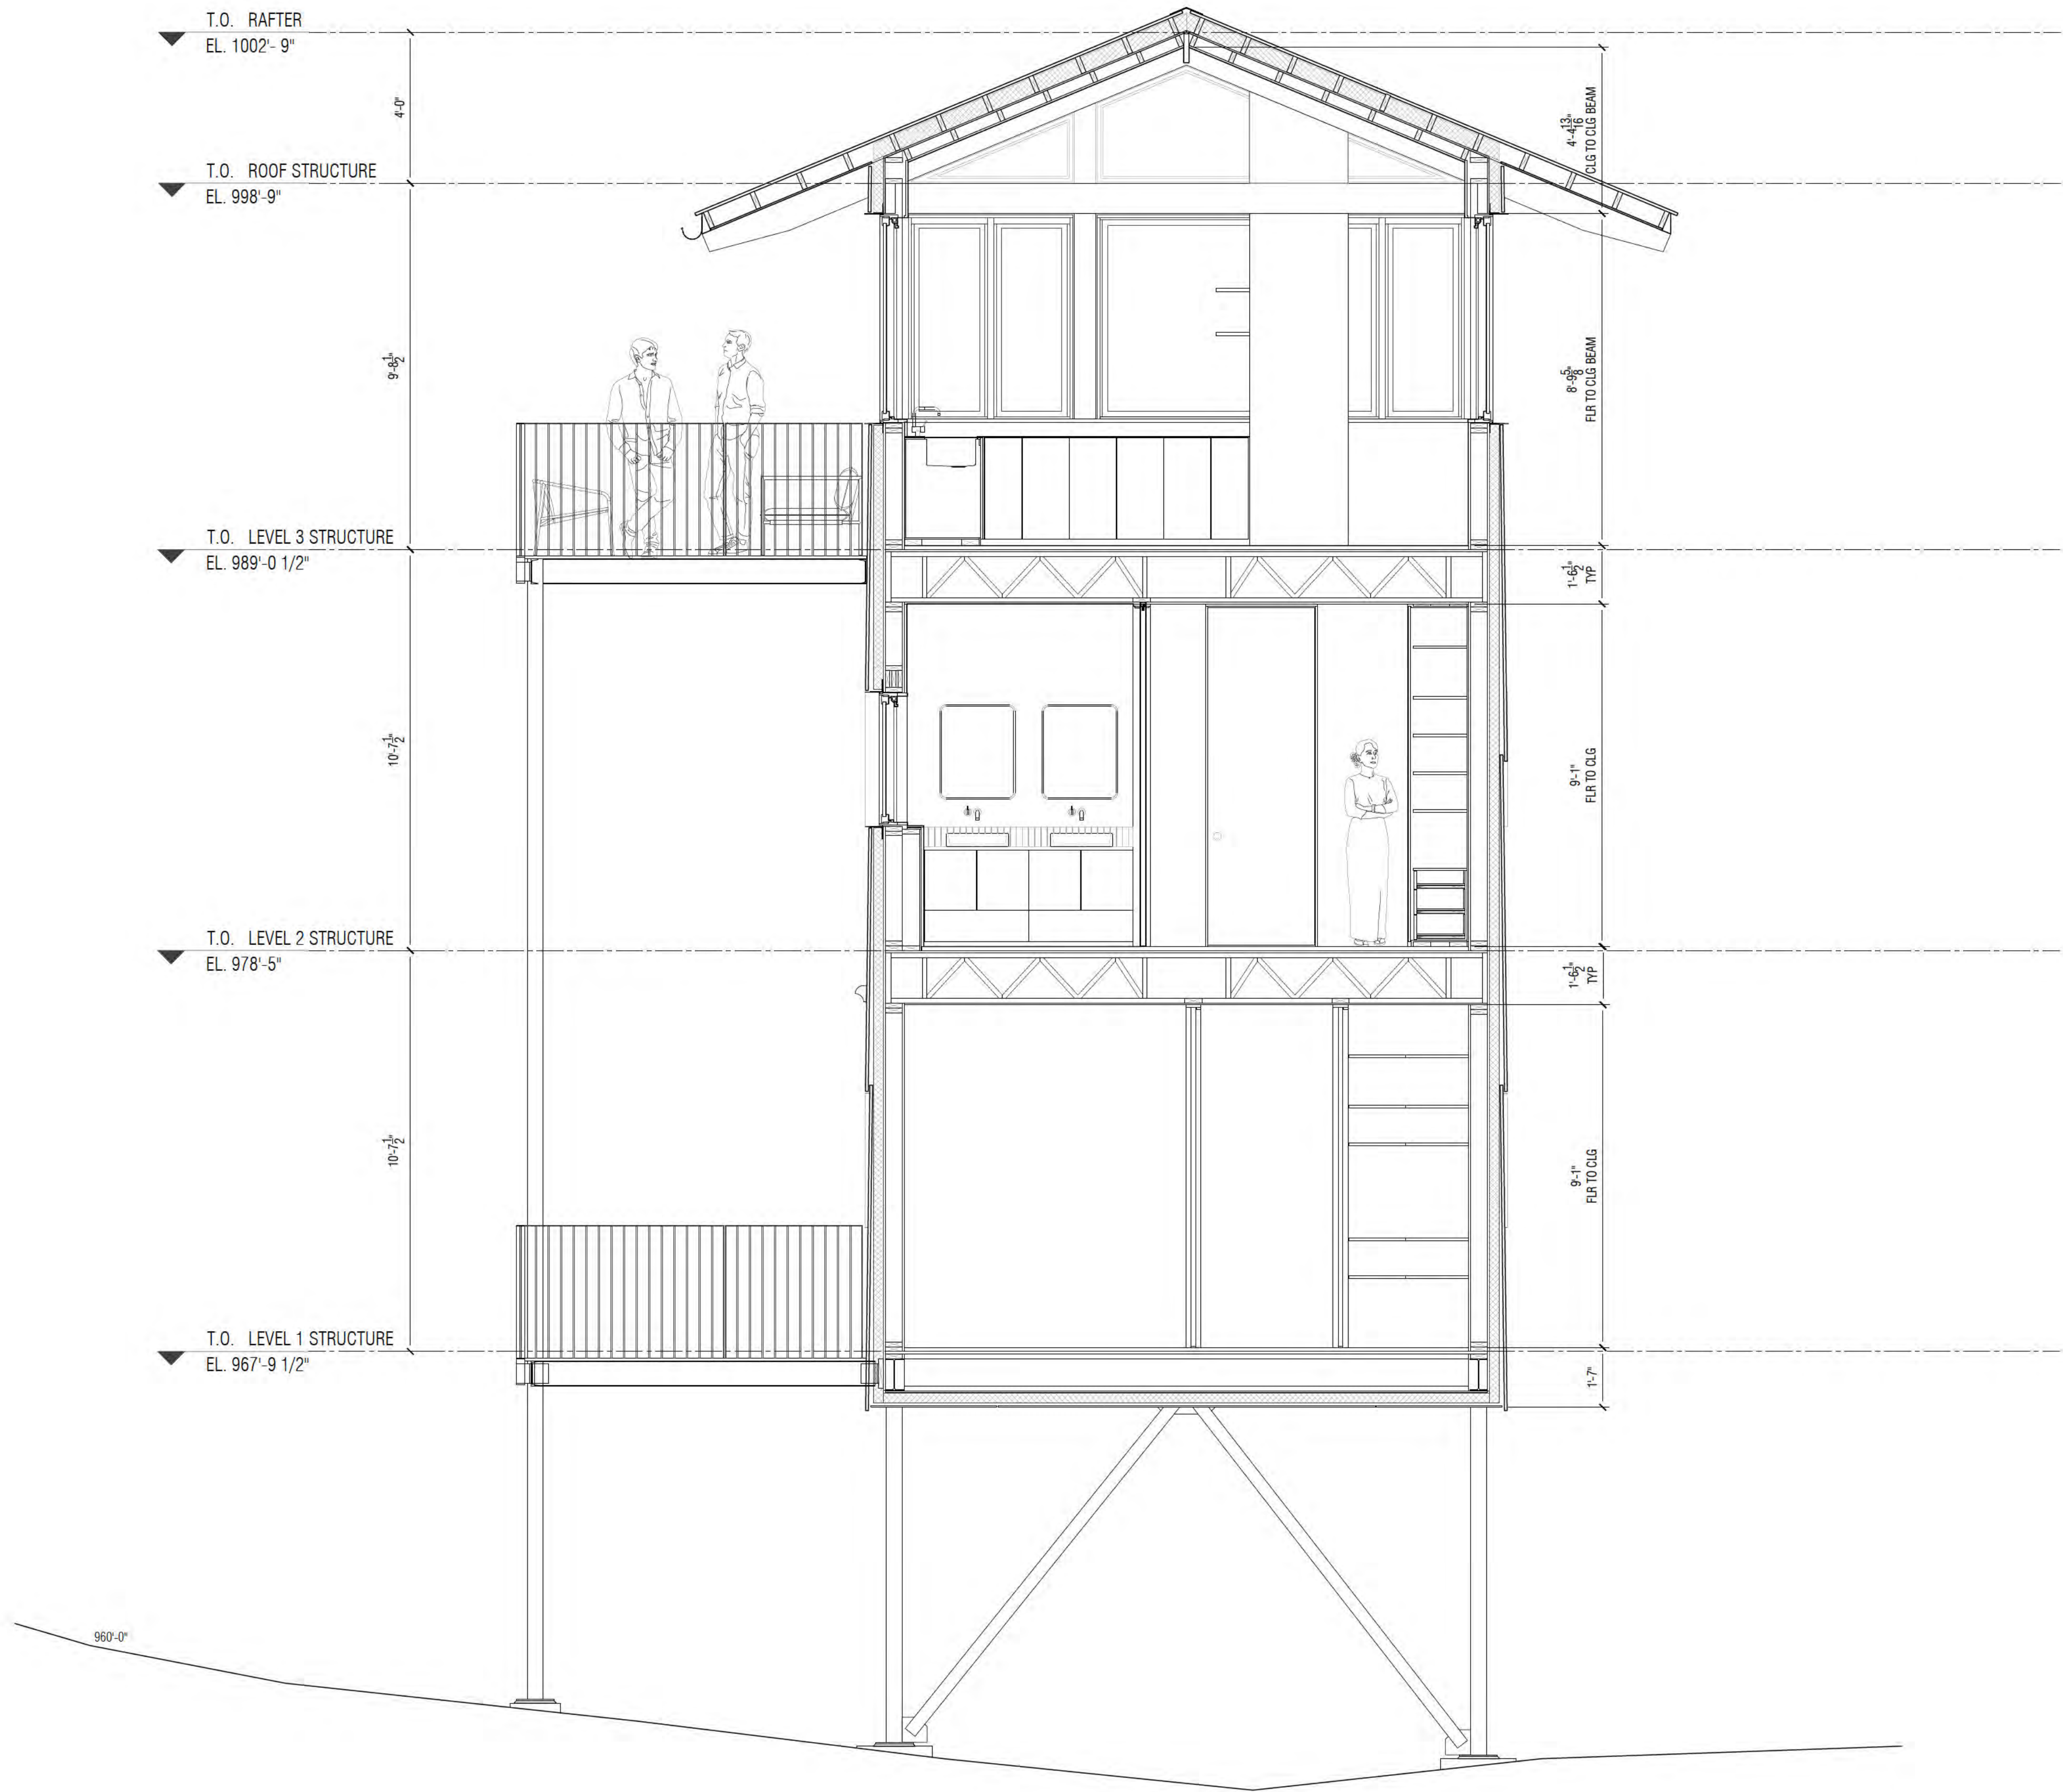 T.O. RAFTER
EL. 1002'- 9"
4'-0"
4'-4 13/16"
CLG TO CLG BEAM
T.O. ROOF STRUCTURE
EL. 998'-9"
9'-8 1/2"
8'-9 5/8"
FLR TO CLG BEAM
T.O. LEVEL 3 STRUCTURE
EL. 989'-0 1/2"
1'-6 1/2"
TYP
10'-7 1/2"
9'-1"
FLR TO CLG
T.O. LEVEL 2 STRUCTURE
EL. 978'-5"
1'-6 1/2"
TYP
10'-7 1/2"
9'-1"
FLR TO CLG
T.O. LEVEL 1 STRUCTURE
EL. 967'-9 1/2"
1'-7"
960'-0"